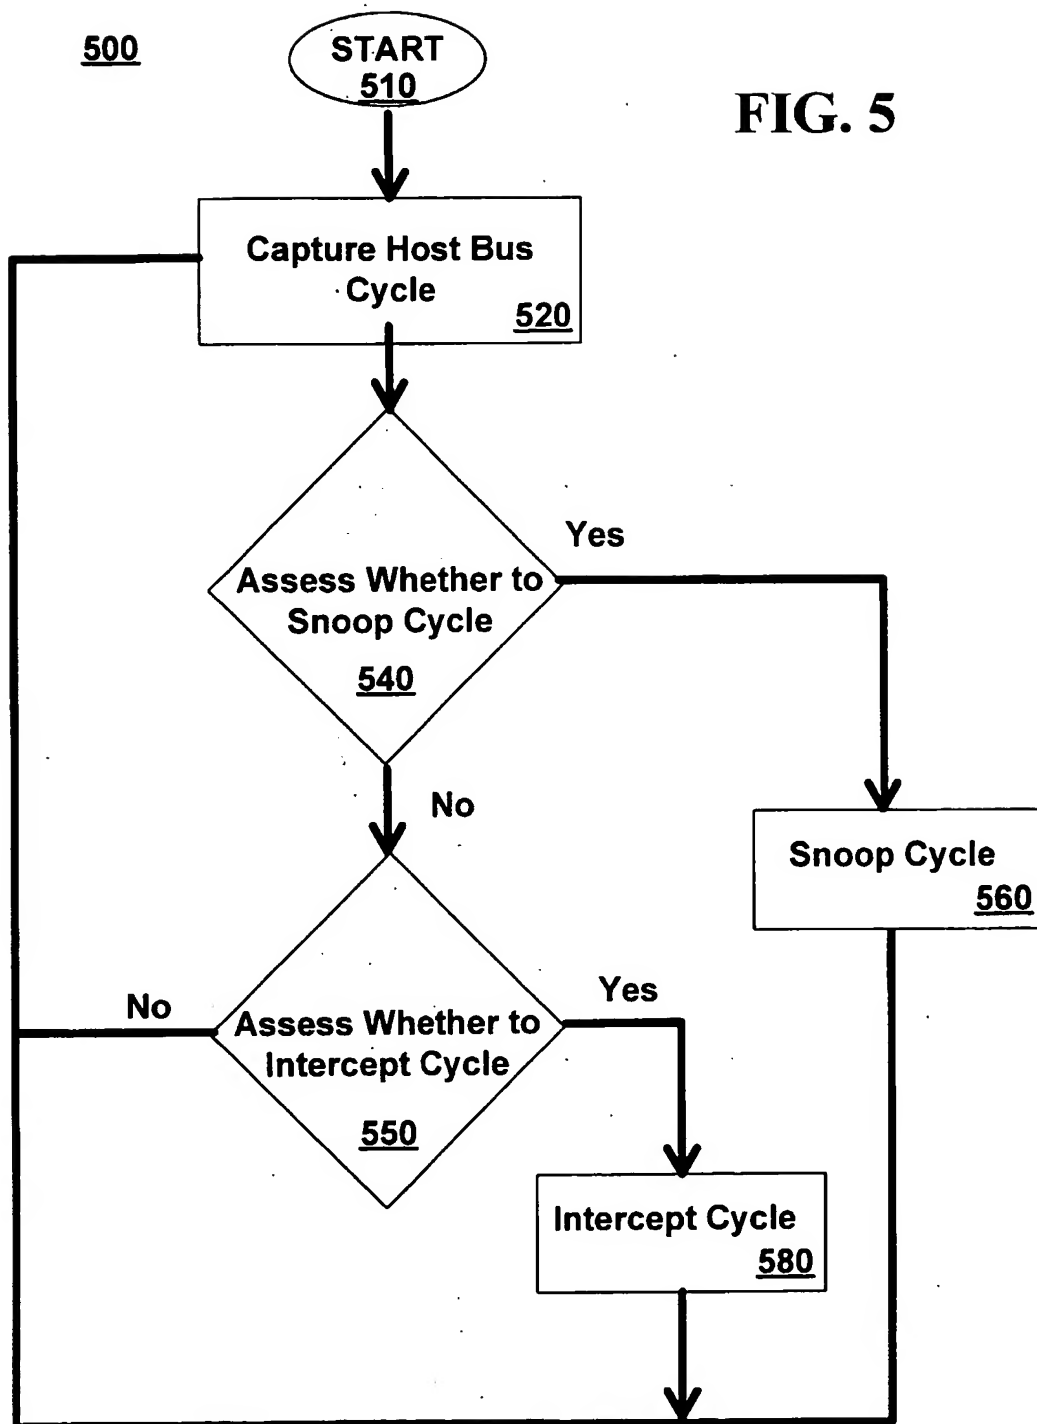 500
START
510
FIG. 5
Capture Host Bus
Cycle
520
Yes
Assess Whether to
Snoop Cycle
540
No
Snoop Cycle
560
No
Yes
Assess Whether to
Intercept Cycle
550
Intercept Cycle
580